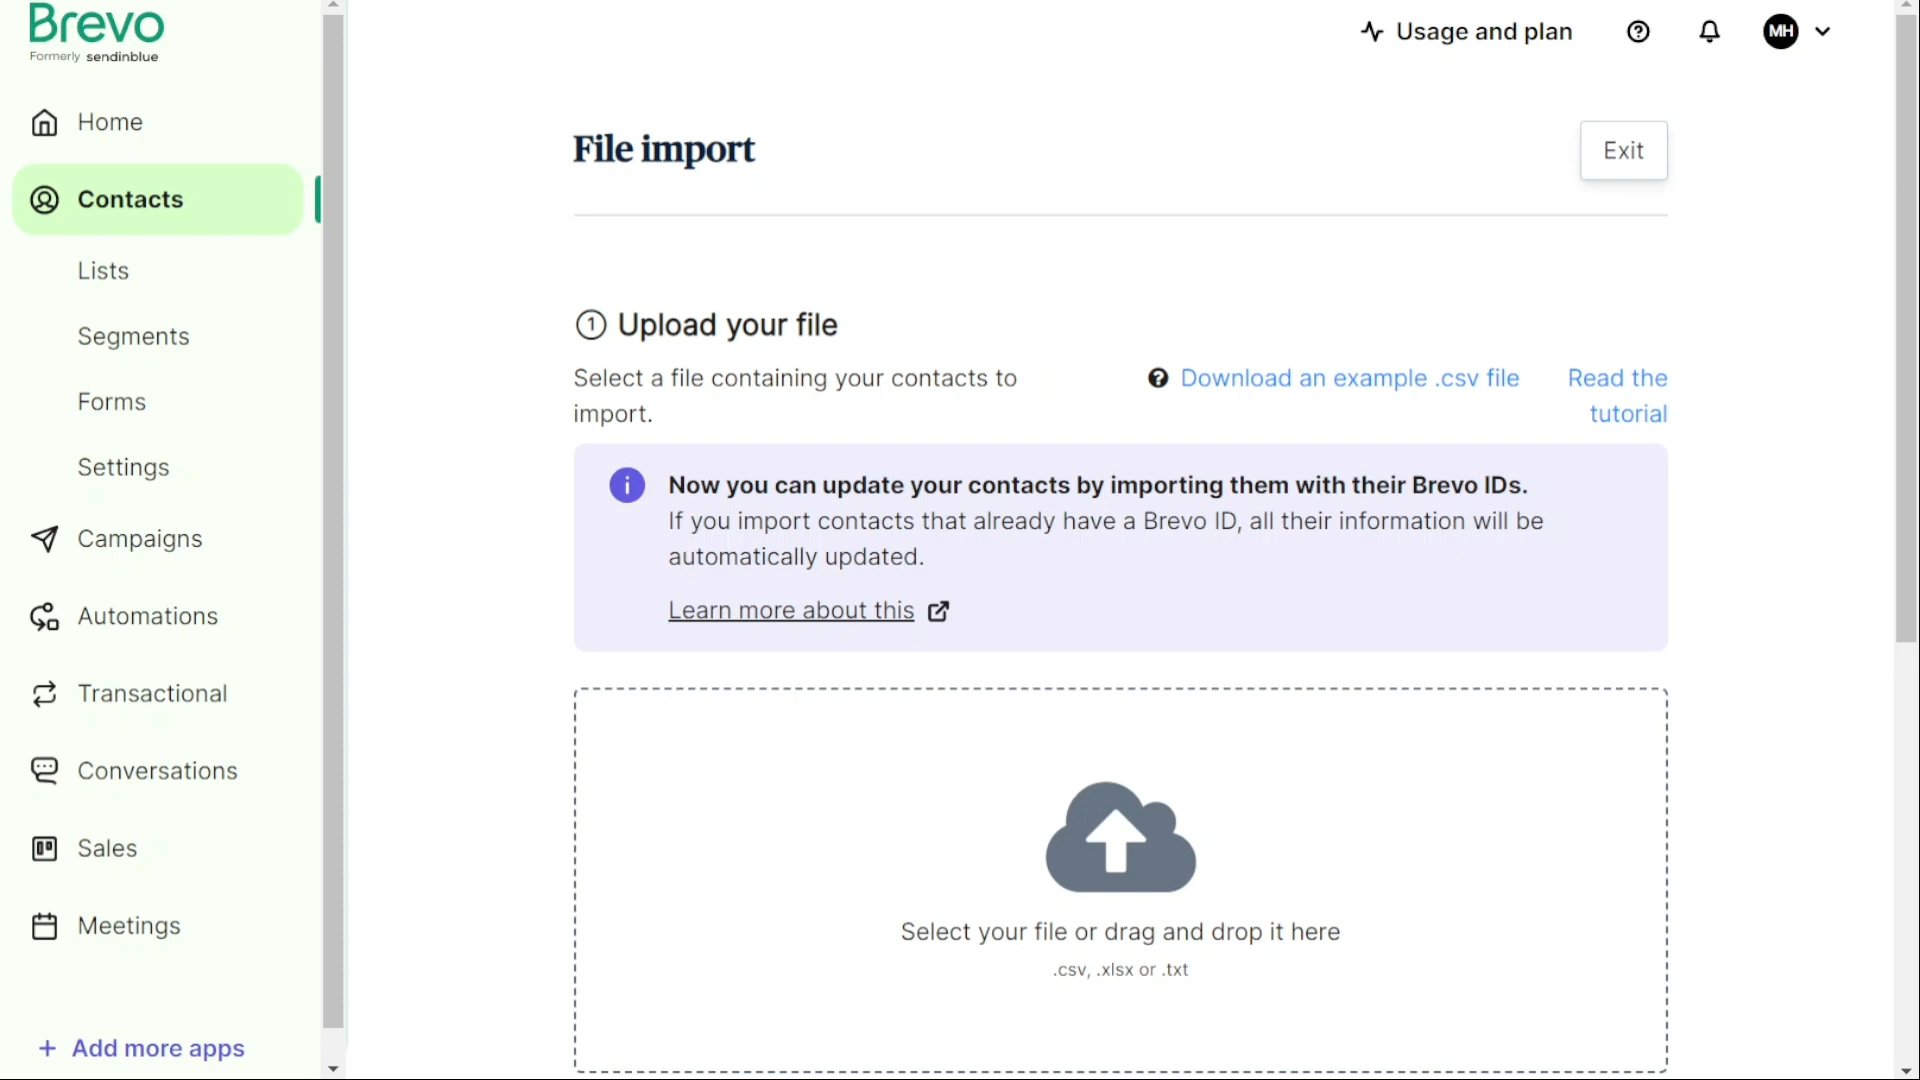 Brevo
Formerly sendinblue
Home
Contacts
Lists
Segments
Forms
Settings
Campaigns
Automations
Transactional
Conversations
Sales
Meetings
+ Add more apps
Usage and plan
MH
File import
Exit
1 Upload your file
Select a file containing your contacts to
import.
Download an example .csv file
Read the
tutorial
Now you can update your contacts by importing them with their Brevo IDs.
If you import contacts that already have a Brevo ID, all their information will be
automatically updated.
Learn more about this
Select your file or drag and drop it here
.csv, .xlsx or .txt